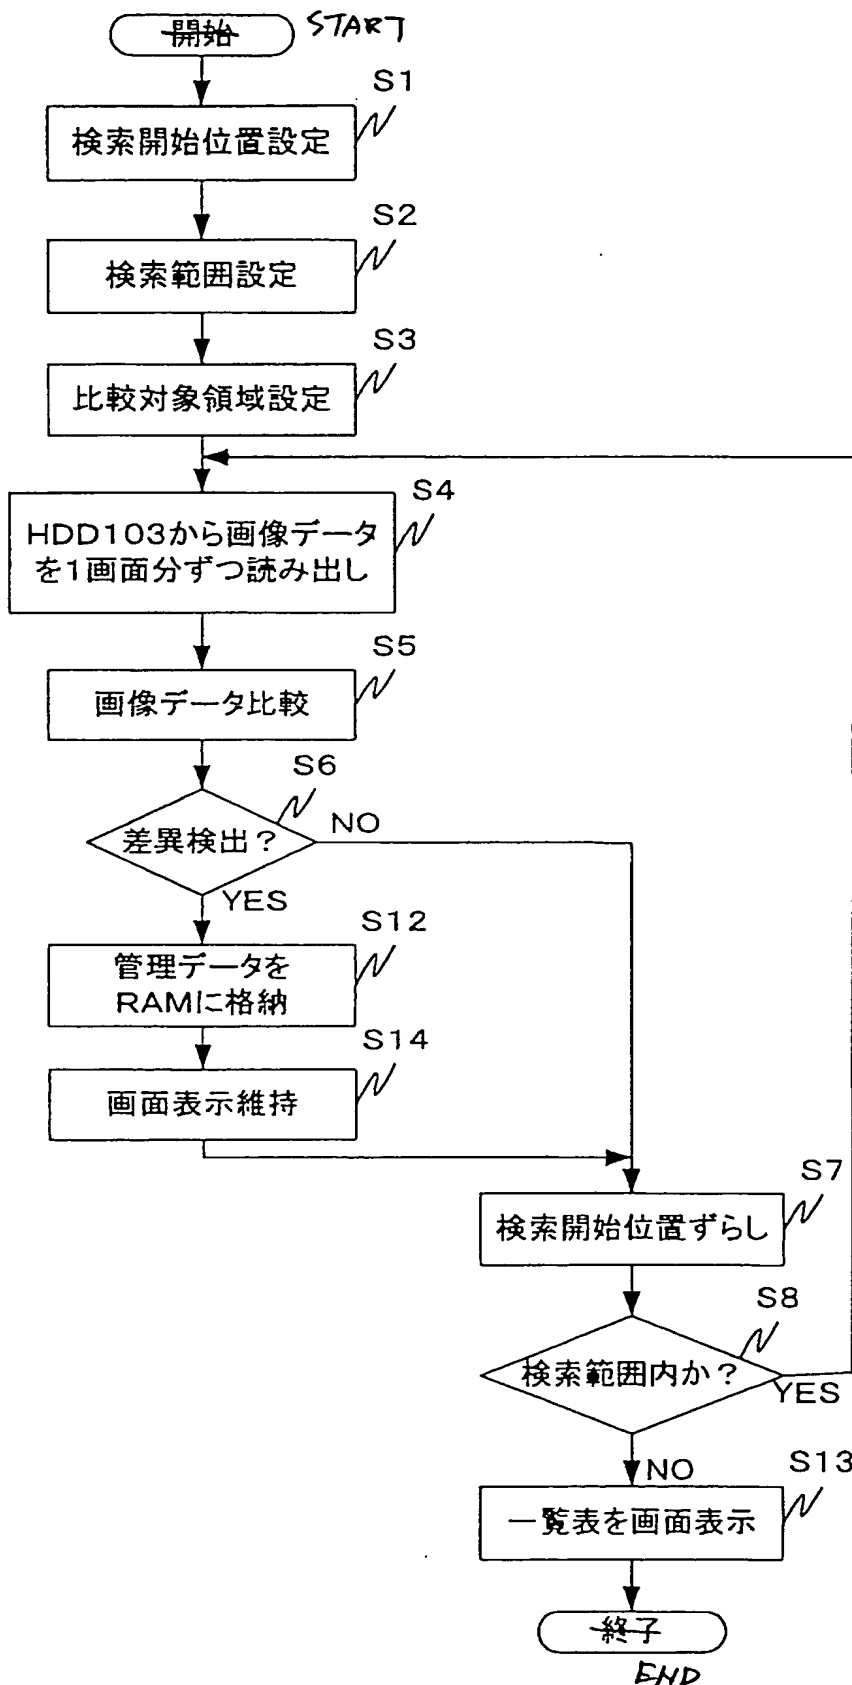 開始 START
S1
検索開始位置設定
S2
検索範囲設定
S3
比較対象領域設定
S4
HDD103から画像データ
を1画面分ずつ読み出し
S5
画像データ比較
S6
差異検出？
NO
YES
S12
管理データを
RAMに格納
S14
画面表示維持
S7
検索開始位置ずらし
S8
検索範囲内か？
YES
NO
S13
一覧表を画面表示
終了
END